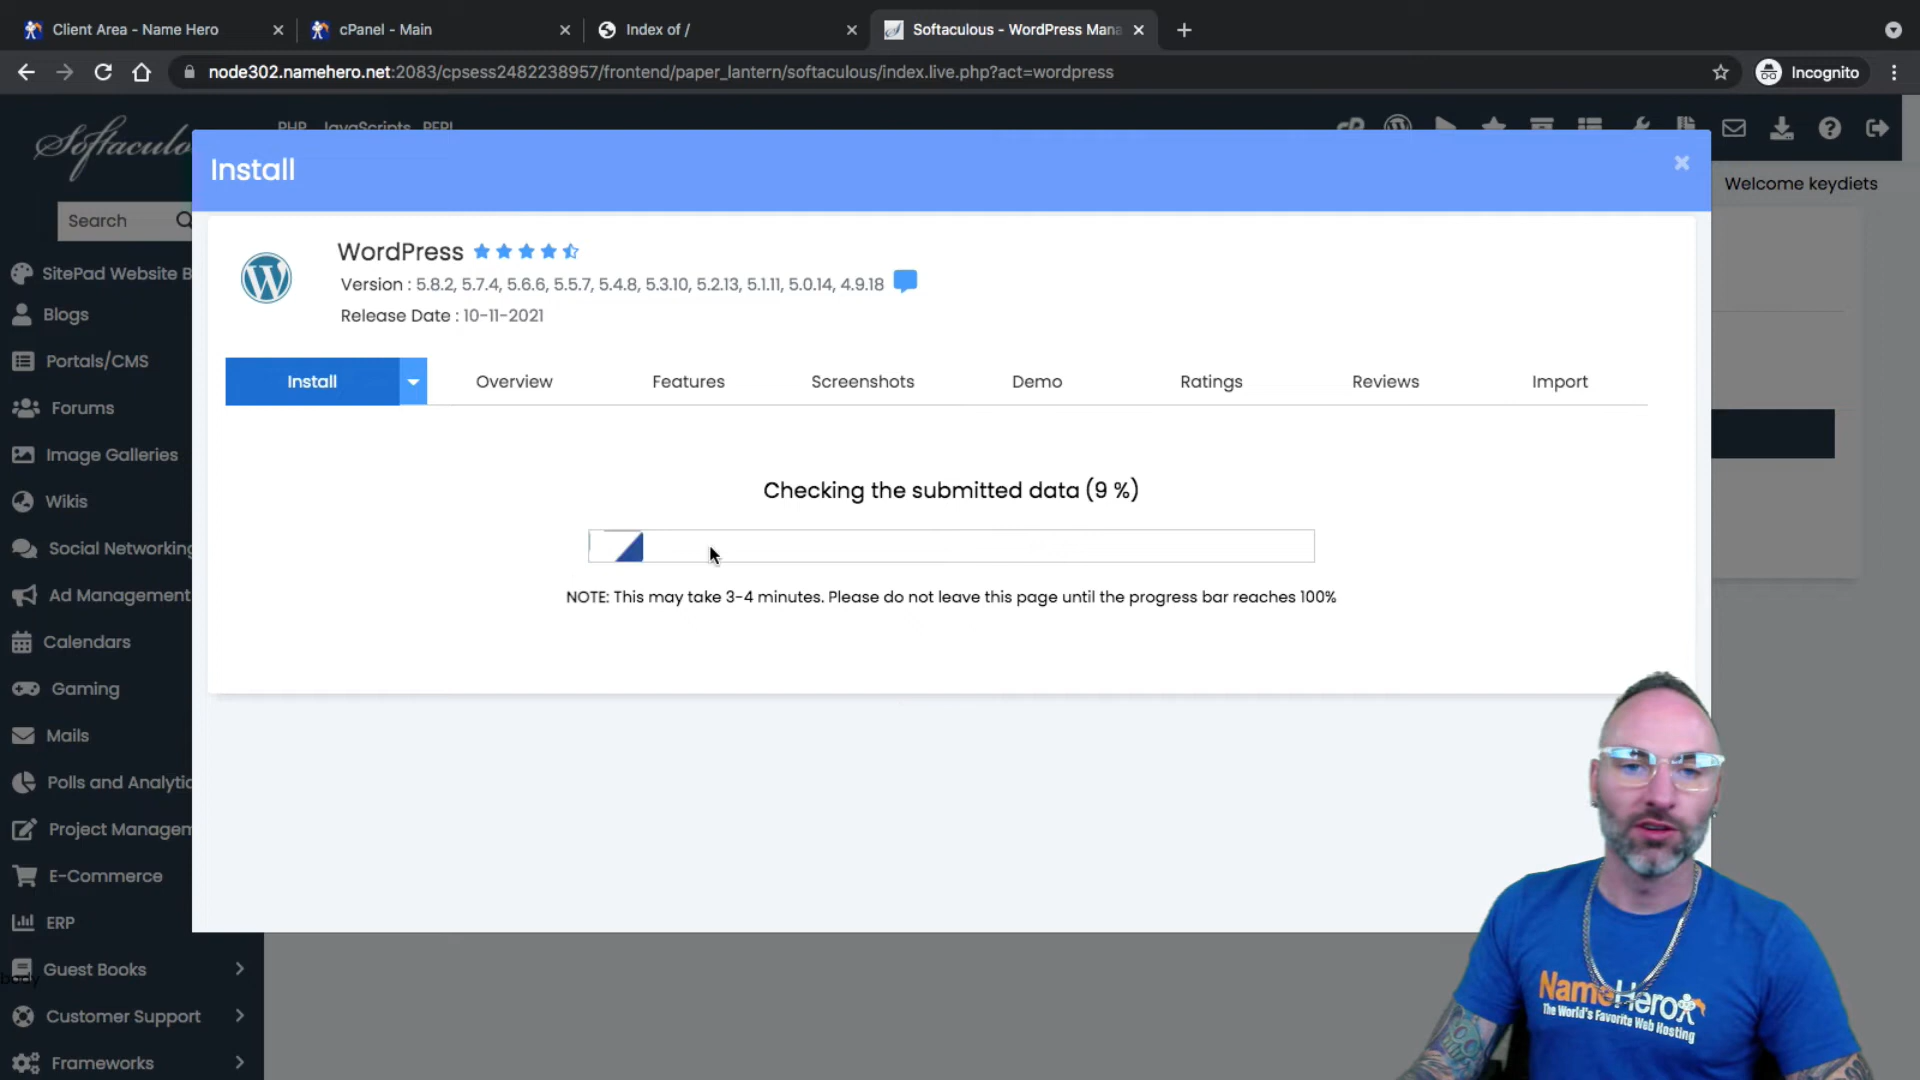 Client Area - Name Hero
cPanel - Main
Index of /
Softaculous - WordPress Mana
node302.namehero.net:2083/cpsess2482238957/frontend/paper_lantern/softaculous/index.live.php?act=wordpress
Incognito
Softaculo
PHP JavaScripts PERL
Install
Welcome keydiets
Search
WordPress
Version : 5.8.2, 5.7.4, 5.6.6, 5.5.7, 5.4.8, 5.3.10, 5.2.13, 5.1.11, 5.0.14, 4.9.18
Release Date : 10-11-2021
SitePad Website B
Blogs
Portals/CMS
Forums
Image Galleries
Wikis
Social Networking
Ad Management
Calendars
Gaming
Mails
Polls and Analytic
Project Managem
E-Commerce
ERP
Guest Books
body
Customer Support
Frameworks
Install
Overview
Features
Screenshots
Demo
Ratings
Reviews
Import
Checking the submitted data (9 %)
NOTE: This may take 3-4 minutes. Please do not leave this page until the progress bar reaches 100%
NameHero
The World's Favorite Web Hosting